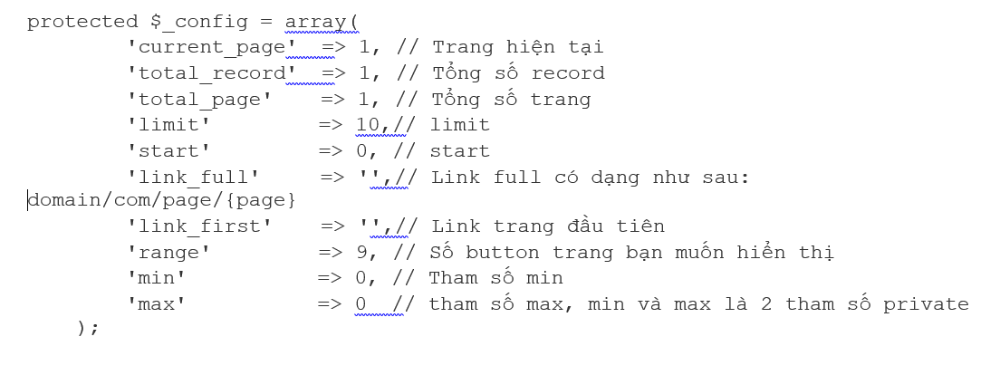 protected $_config = array(
'current_page' => 1, // Trang hiện tại
'total_record' => 1, // Tổng số record
'total_page' => 1, // Tổng số trang
'limit' => 10,// limit
'start' => 0, // start
'link_full' => '',// Link full có dạng như sau:
domain/com/page/{page}
'link_first' => '',// Link trang đầu tiên
'range' => 9, // Số button trang bạn muốn hiển thị
'min' => 0, // Tham số min
'max' => 0 // tham số max, min và max là 2 tham số private
);